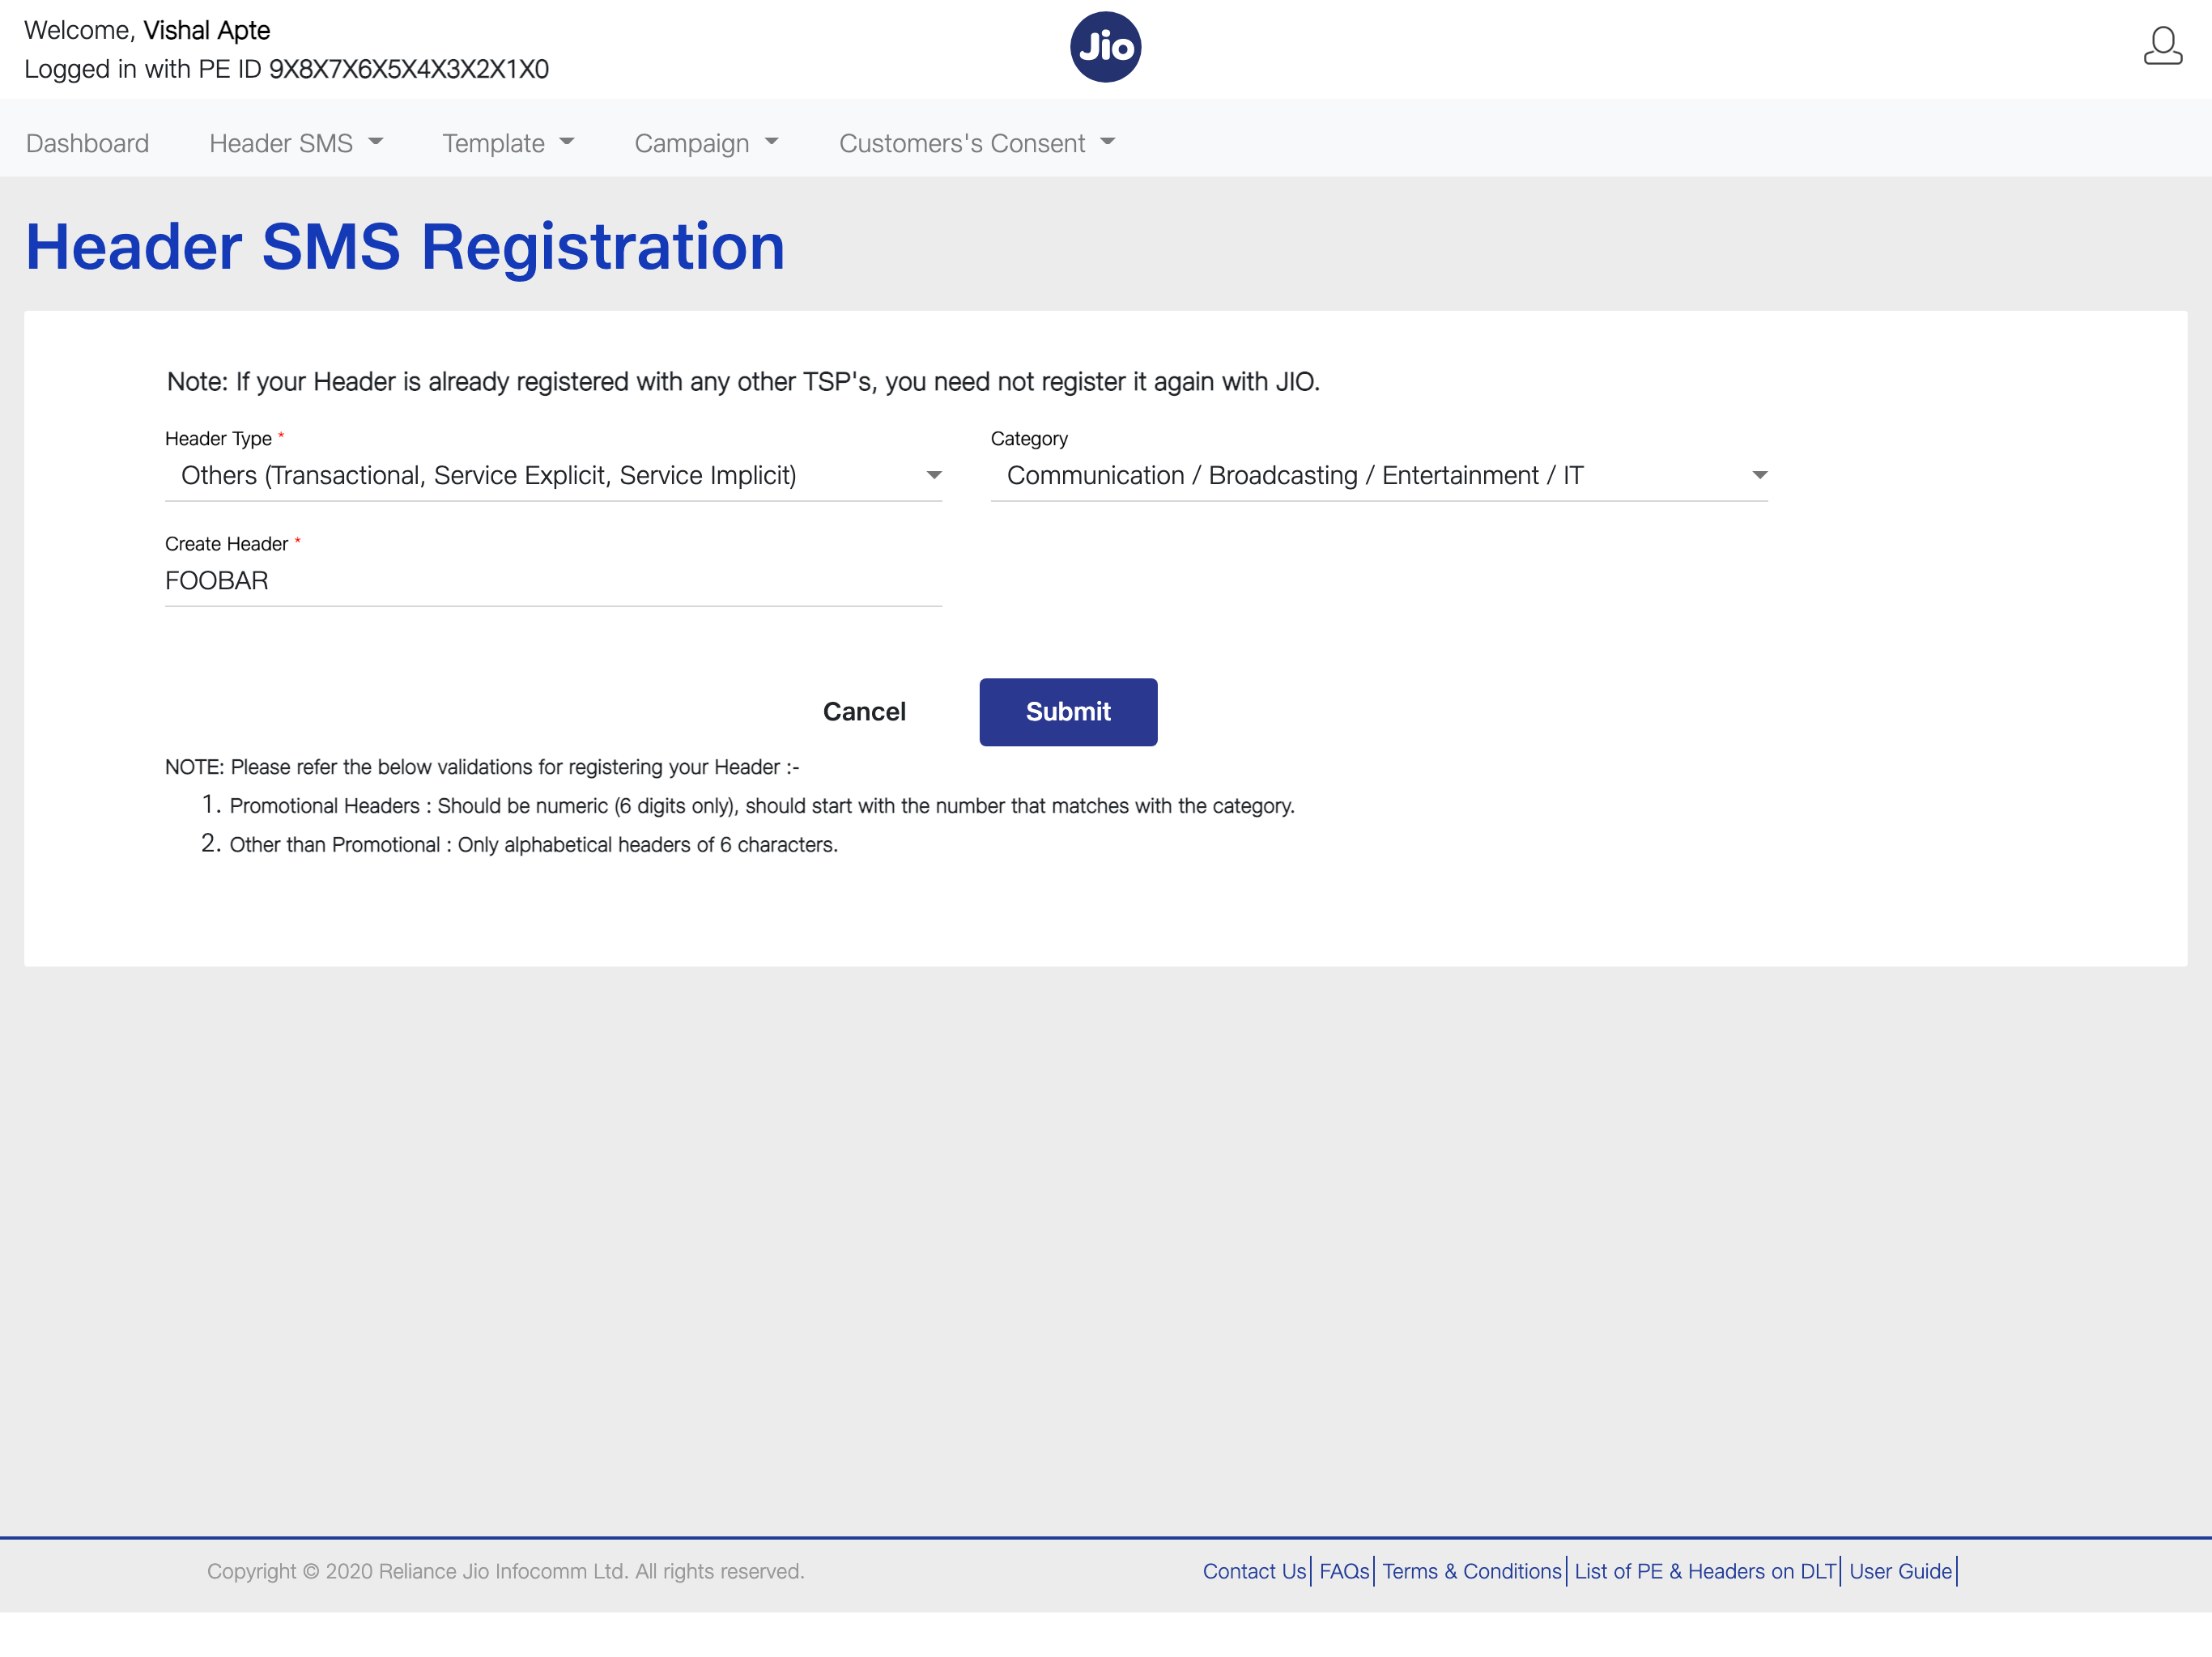 Welcome, Vishal Apte
Logged in with PE ID 9X8X7X6X5X4X3X2X1X0
Jio
Dashboard Header SMS Template Campaign Customers's Consent
Header SMS Registration
Note: If your Header is already registered with any other TSP's, you need not register it again with JIO.
Header Type * Category
Others (Transactional, Service Explicit, Service Implicit) Communication / Broadcasting / Entertainment / IT
Create Header *
FOOBAR
Cancel Submit
NOTE: Please refer the below validations for registering your Header :-
1. Promotional Headers : Should be numeric (6 digits only), should start with the number that matches with the category.
2. Other than Promotional : Only alphabetical headers of 6 characters.
Copyright © 2020 Reliance Jio Infocomm Ltd. All rights reserved. Contact Us| FAQs| Terms & Conditions| List of PE & Headers on DLT| User Guide|